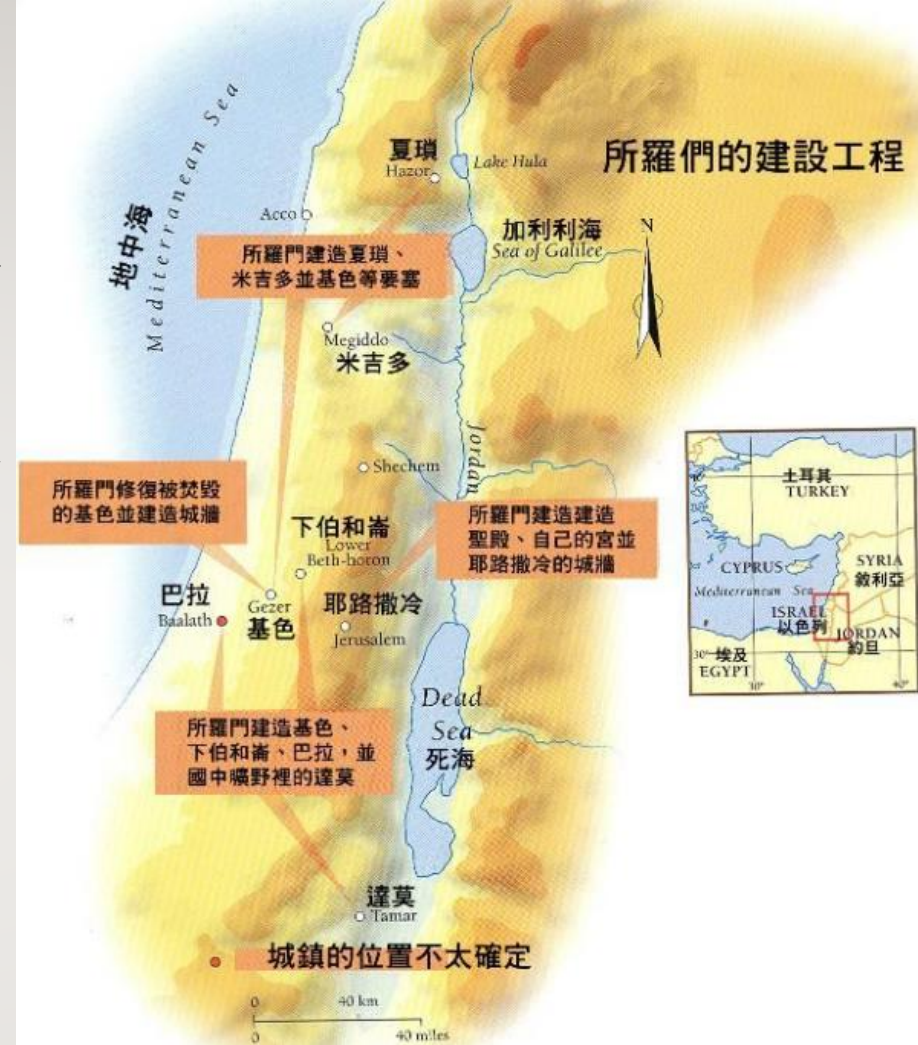 所羅們的建設工程
地中海
Mediterranean Sea
夏瑣
Hazor
Lake Hula
Acco
加利利海
Sea of Galilee
N
所羅門建造夏瑣、
米吉多並基色等要塞
Megiddo
米吉多
Jordan
Shechem
所羅門修復被焚毀
的基色並建造城牆
下伯和崙
Lower
Beth-horon
所羅門建造建造
聖殿、自己的宮並
耶路撒冷的城牆
巴拉
Baalath
Gezer
基色
耶路撒冷
Jerusalem
Dead
Sea
死海
所羅門建造基色、
下伯和崙、巴拉，並
國中曠野裡的達莫
達莫
Tamar
城鎮的位置不太確定
0
40 km
0
40 miles
土耳其
TURKEY
CYPRUS
SYRIA
敘利亞
Mediterranean Sea
ISRAEL
以色列
JORDAN
約旦
30°
埃及
EGYPT
30°
40°